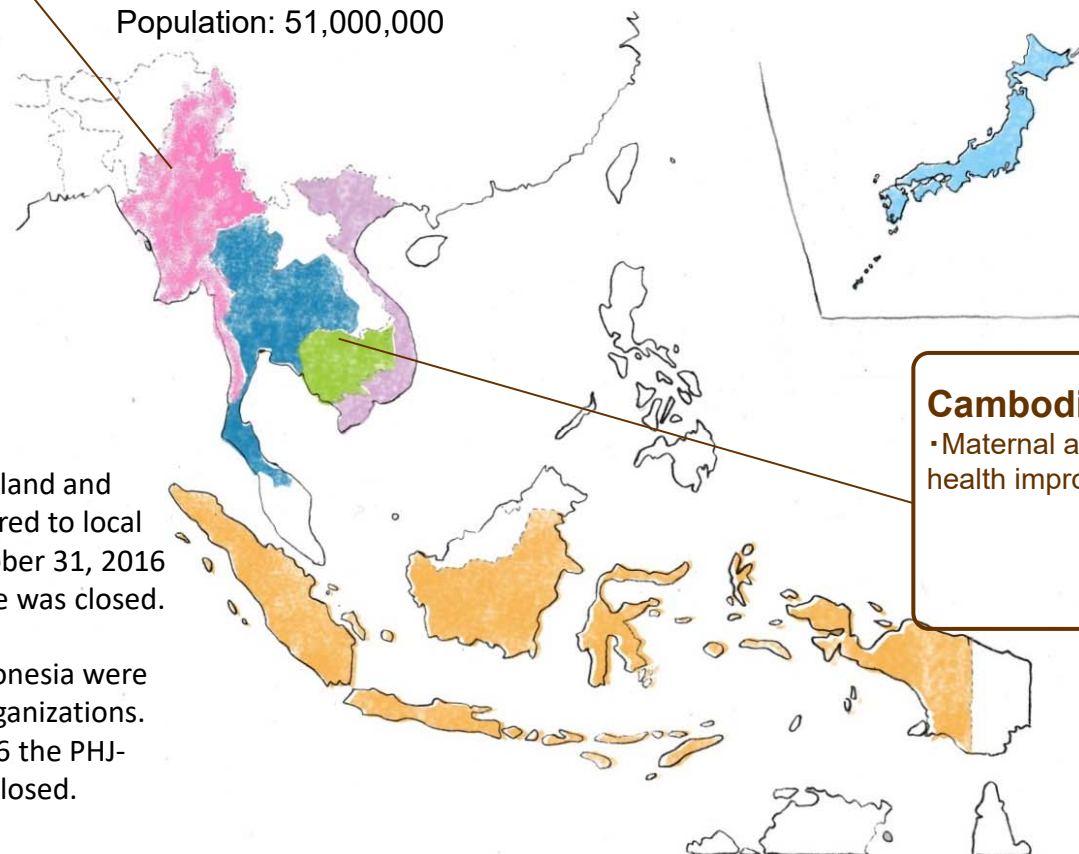 Population: 51,000,000
Cambodi
・Maternal a
health impro
land and
red to local
ber 31, 2016
e was closed.
onesia were
ganizations.
6 the PHJ-
losed.